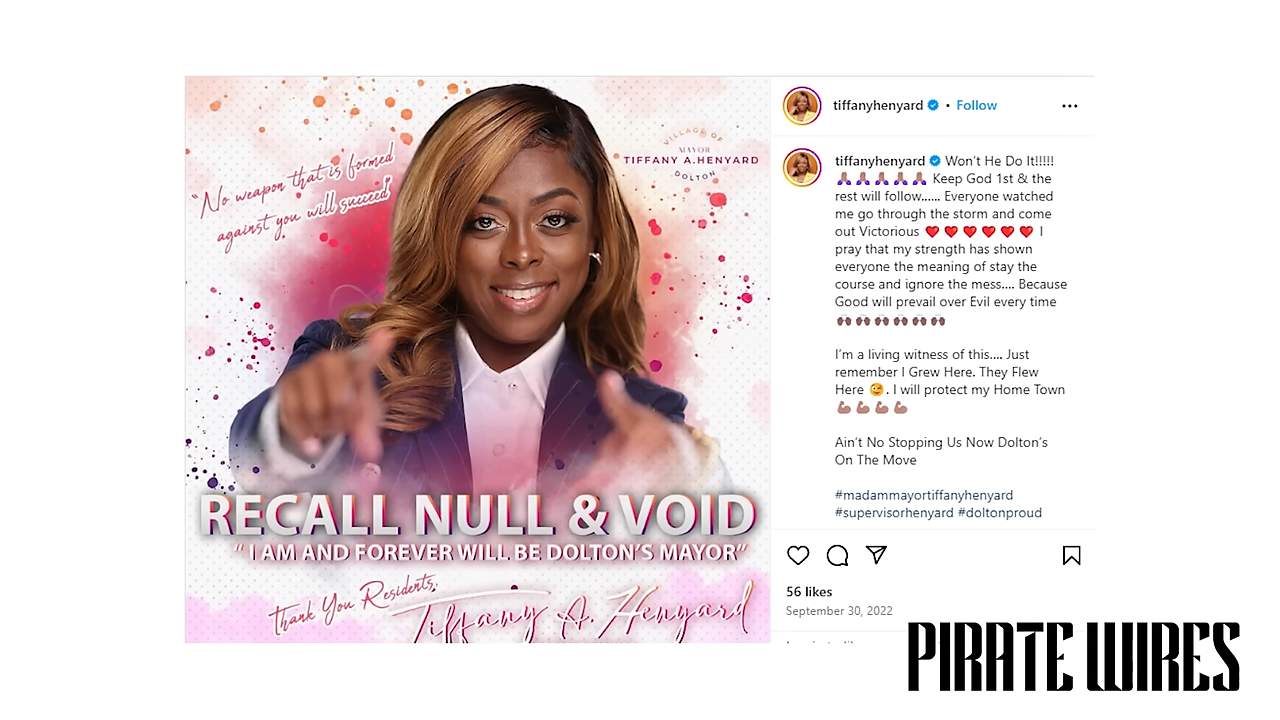 "No weapon that is formed
against you will succeed"
VILLAGE OF
MAYOR
TIFFANY A.HENYARD
DOLTON
RECALL NULL & VOID
"I AM AND FOREVER WILL BE DOLTON'S MAYOR"
Thank You Residents,
Tiffany A. Henyard
tiffanyhenyard • Follow
tiffanyhenyard Won't He Do It!!!!!
🙏🏽🙏🏽🙏🏽🙏🏽🙏🏽 Keep God 1st & the
rest will follow...... Everyone watched
me go through the storm and come
out Victorious ❤️❤️❤️❤️❤️❤️ I
pray that my strength has shown
everyone the meaning of stay the
course and ignore the mess.... Because
Good will prevail over Evil every time
I'm a living witness of this.... Just
remember I Grew Here. They Flew
Here 😉. I will protect my Home Town
💪🏽💪🏽💪🏽💪🏽
Ain't No Stopping Us Now Dolton's
On The Move
#madammayortiffanyhenyard
#supervisorhenyard #doltonproud
56 likes
September 30, 2022
PIRATE WIRES